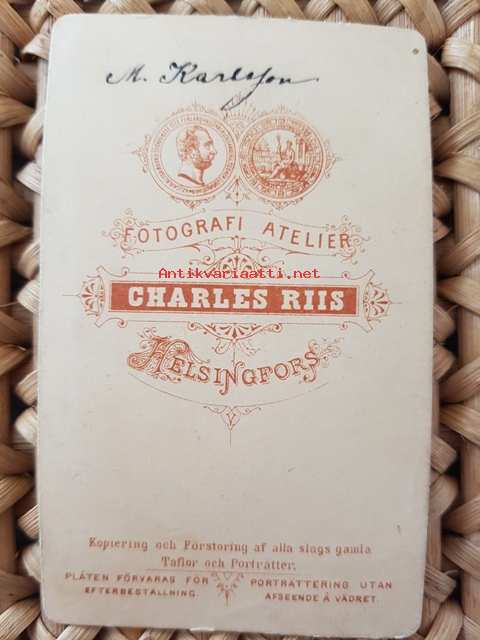 M. Karlsson
FOTOGRAFI ATELIER
Antikvariaatti.net
CHARLES RIIS
HELSINGFORS.
Kopiering och Förstoring af alla slags gamla
Taflor och Porträtter.
PLÅTEN FÖRVARAS FÖR
EFTERBESTÄLLNING.
PORTRÄTTERING UTAN
AFSEENDE Å VÄDRET.